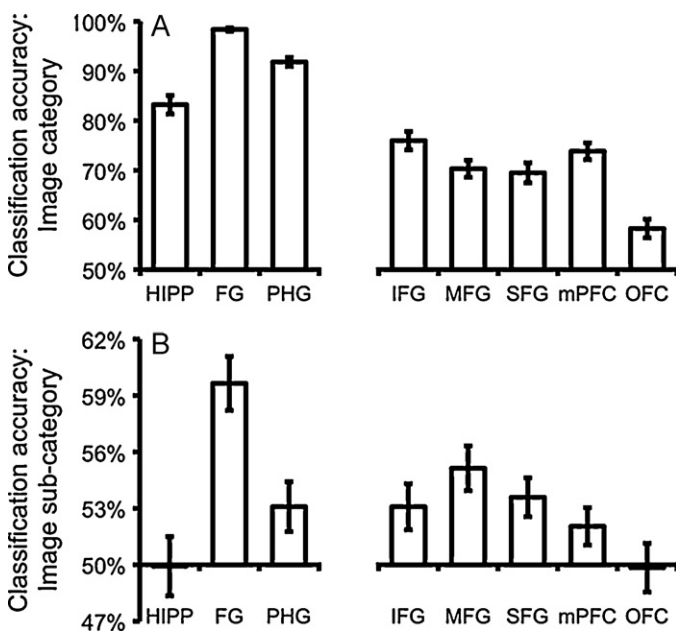 A
Classification accuracy:
Image category
100%
90%
80%
70%
60%
50%
HIPP FG PHG IFG MFG SFG mPFC OFC
B
Classification accuracy:
Image sub-category
62%
59%
56%
53%
50%
47%
HIPP FG PHG IFG MFG SFG mPFC OFC